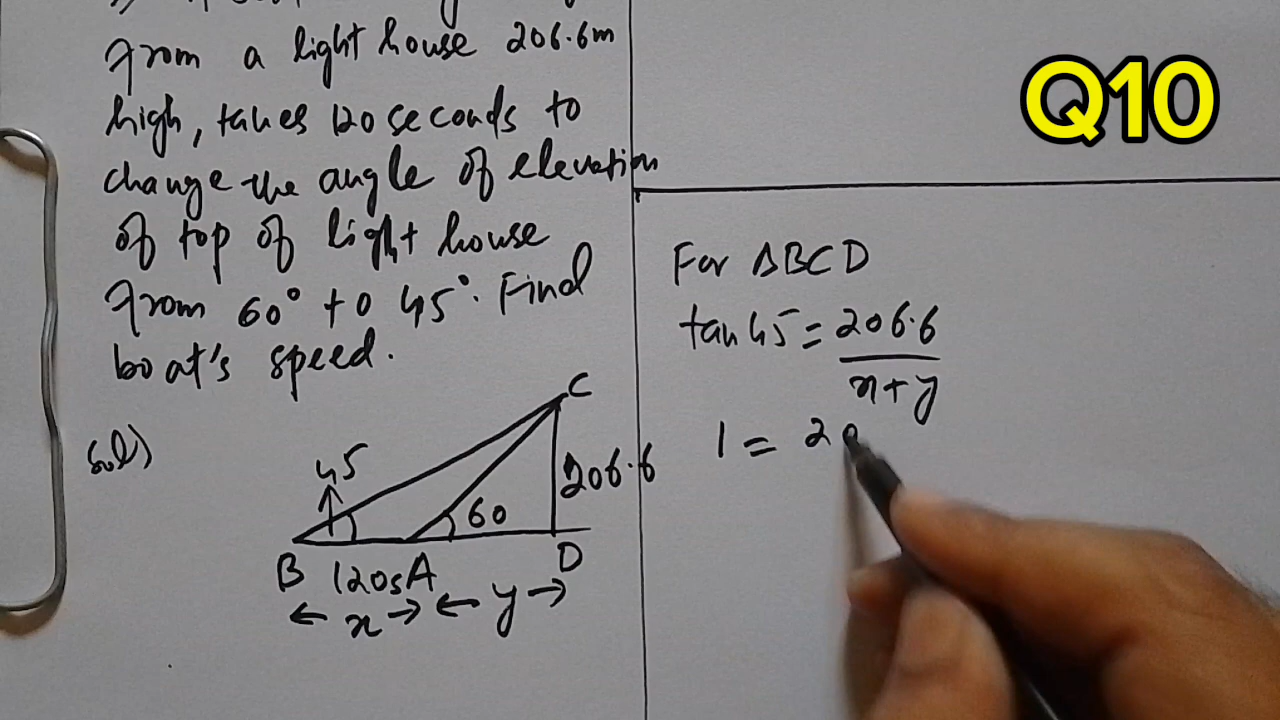 from a light house 206.6m
high, takes 120 seconds to
change the angle of elevation
of top of light house
from 60° to 45°. Find
boat's speed.
Sol)
C
45
206.6
60
B 120s A D
← x → ← y →
Q10
For ΔBCD
tan 45 = 206.6
x+y
1 = 20